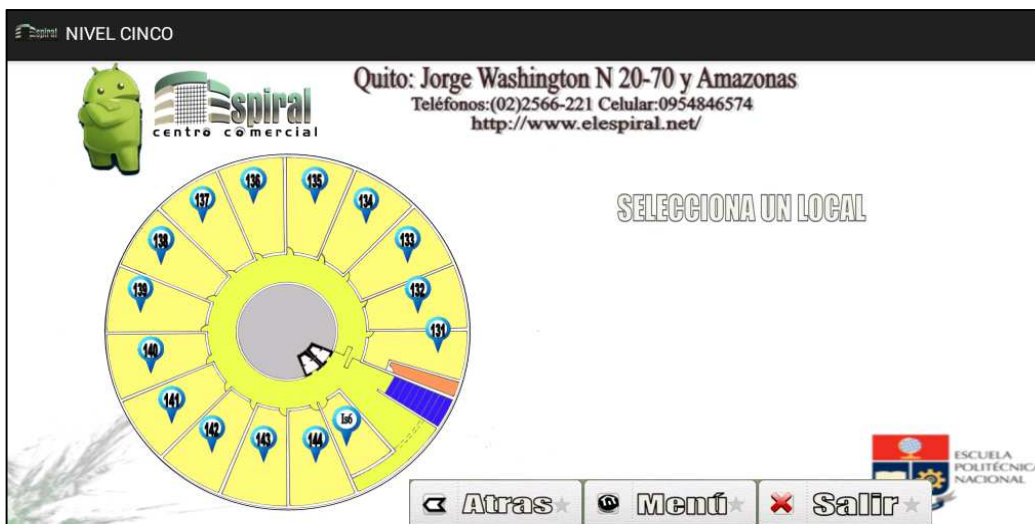 Espiral NIVEL CINCO
Quito: Jorge Washington N 20-70 y Amazonas
Teléfonos:(02)2566-221 Celular:0954846574
http://www.elespiral.net/
Espiral
centro comercial
SELECCIONA UN LOCAL
136
135
137
134
138
133
139
132
131
140
141
142
143
144
Is6
ESCUELA
POLITÉCNICA
NACIONAL
Atras
Menú
Salir